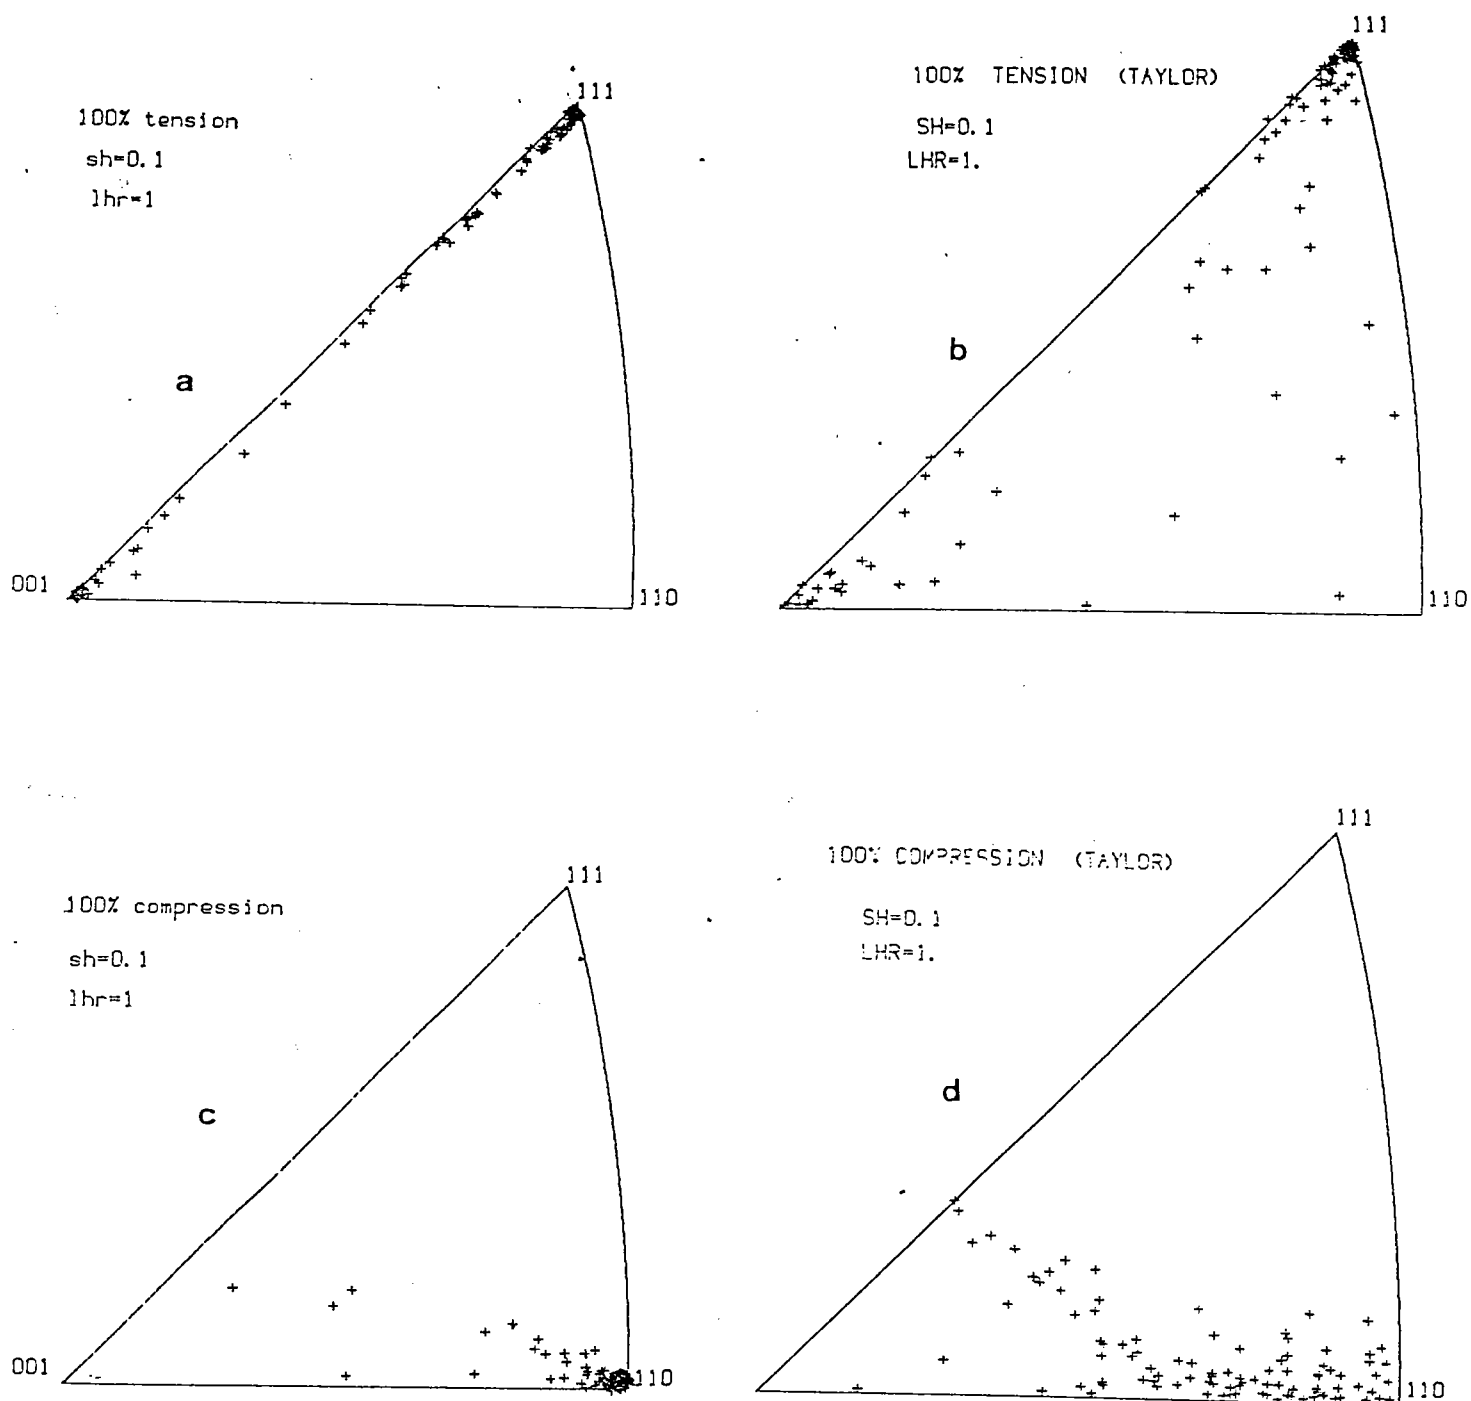 111
100% tension
sh=0.1
lhr=1
a
001
110
111
100% TENSION (TAYLOR)
SH=0.1
LHR=1.
b
110
111
100% compression
sh=0.1
lhr=1
c
001
110
111
100% COMPRESSION (TAYLOR)
SH=0.1
LHR=1.
d
110